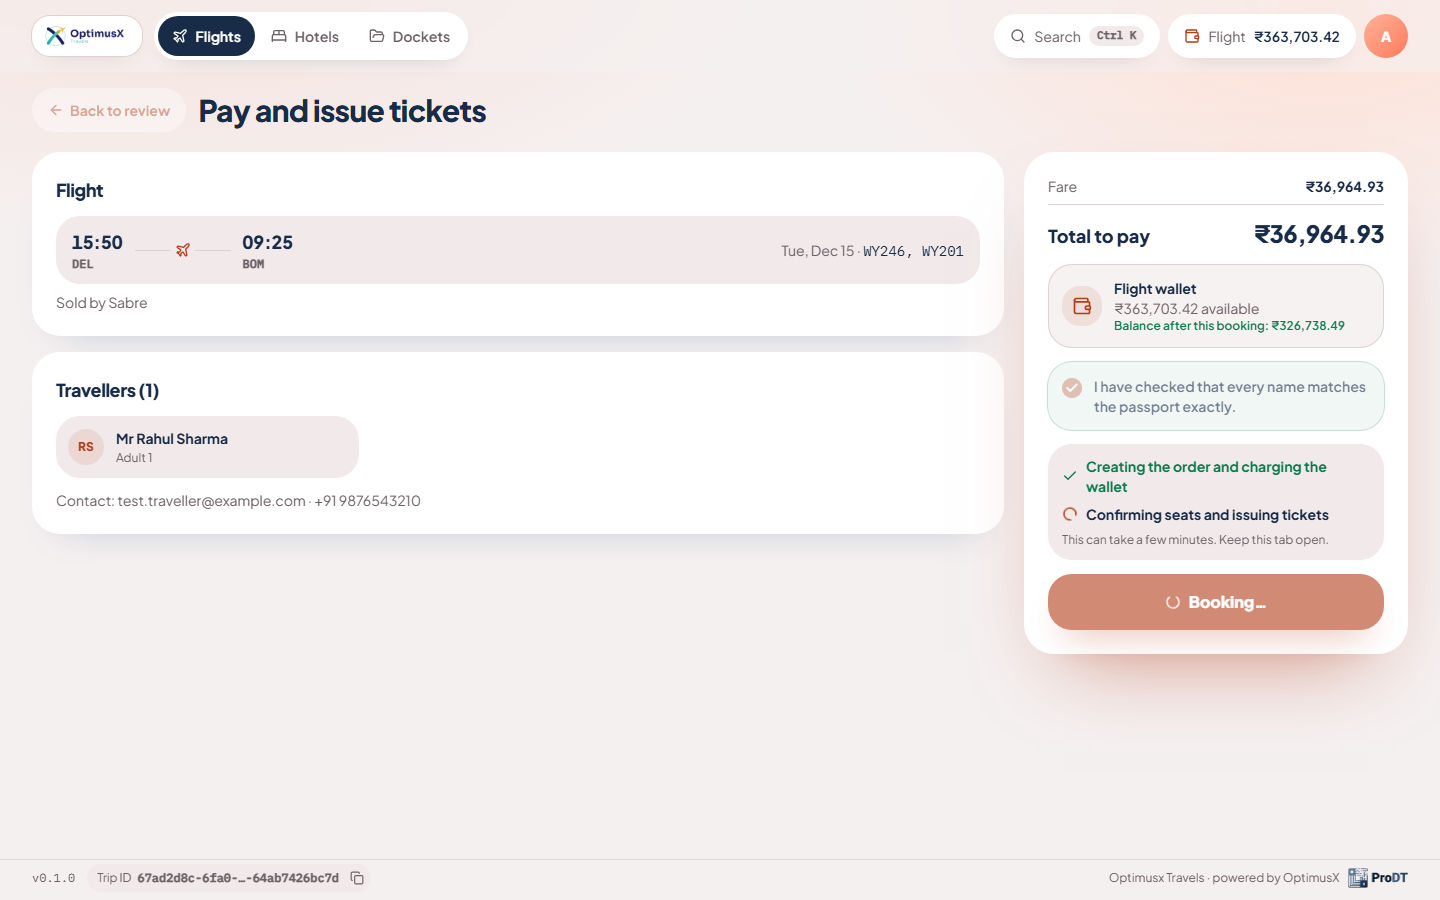 OptimusX
Travels
Flights
Hotels
Dockets
Search Ctrl K
Flight ₹363,703.42
A
Back to review
Pay and issue tickets
Flight
15:50
DEL
09:25
BOM
Tue, Dec 15 · WY246, WY201
Sold by Sabre
Travellers (1)
RS
Mr Rahul Sharma
Adult 1
Contact: test.traveller@example.com · +91 9876543210
Fare ₹36,964.93
Total to pay ₹36,964.93
Flight wallet
₹363,703.42 available
Balance after this booking: ₹326,738.49
I have checked that every name matches
the passport exactly.
Creating the order and charging the
wallet
Confirming seats and issuing tickets
This can take a few minutes. Keep this tab open.
Booking…
v0.1.0
Trip ID 67ad2d8c-6fa0-…-64ab7426bc7d
Optimusx Travels · powered by OptimusX
ProDT